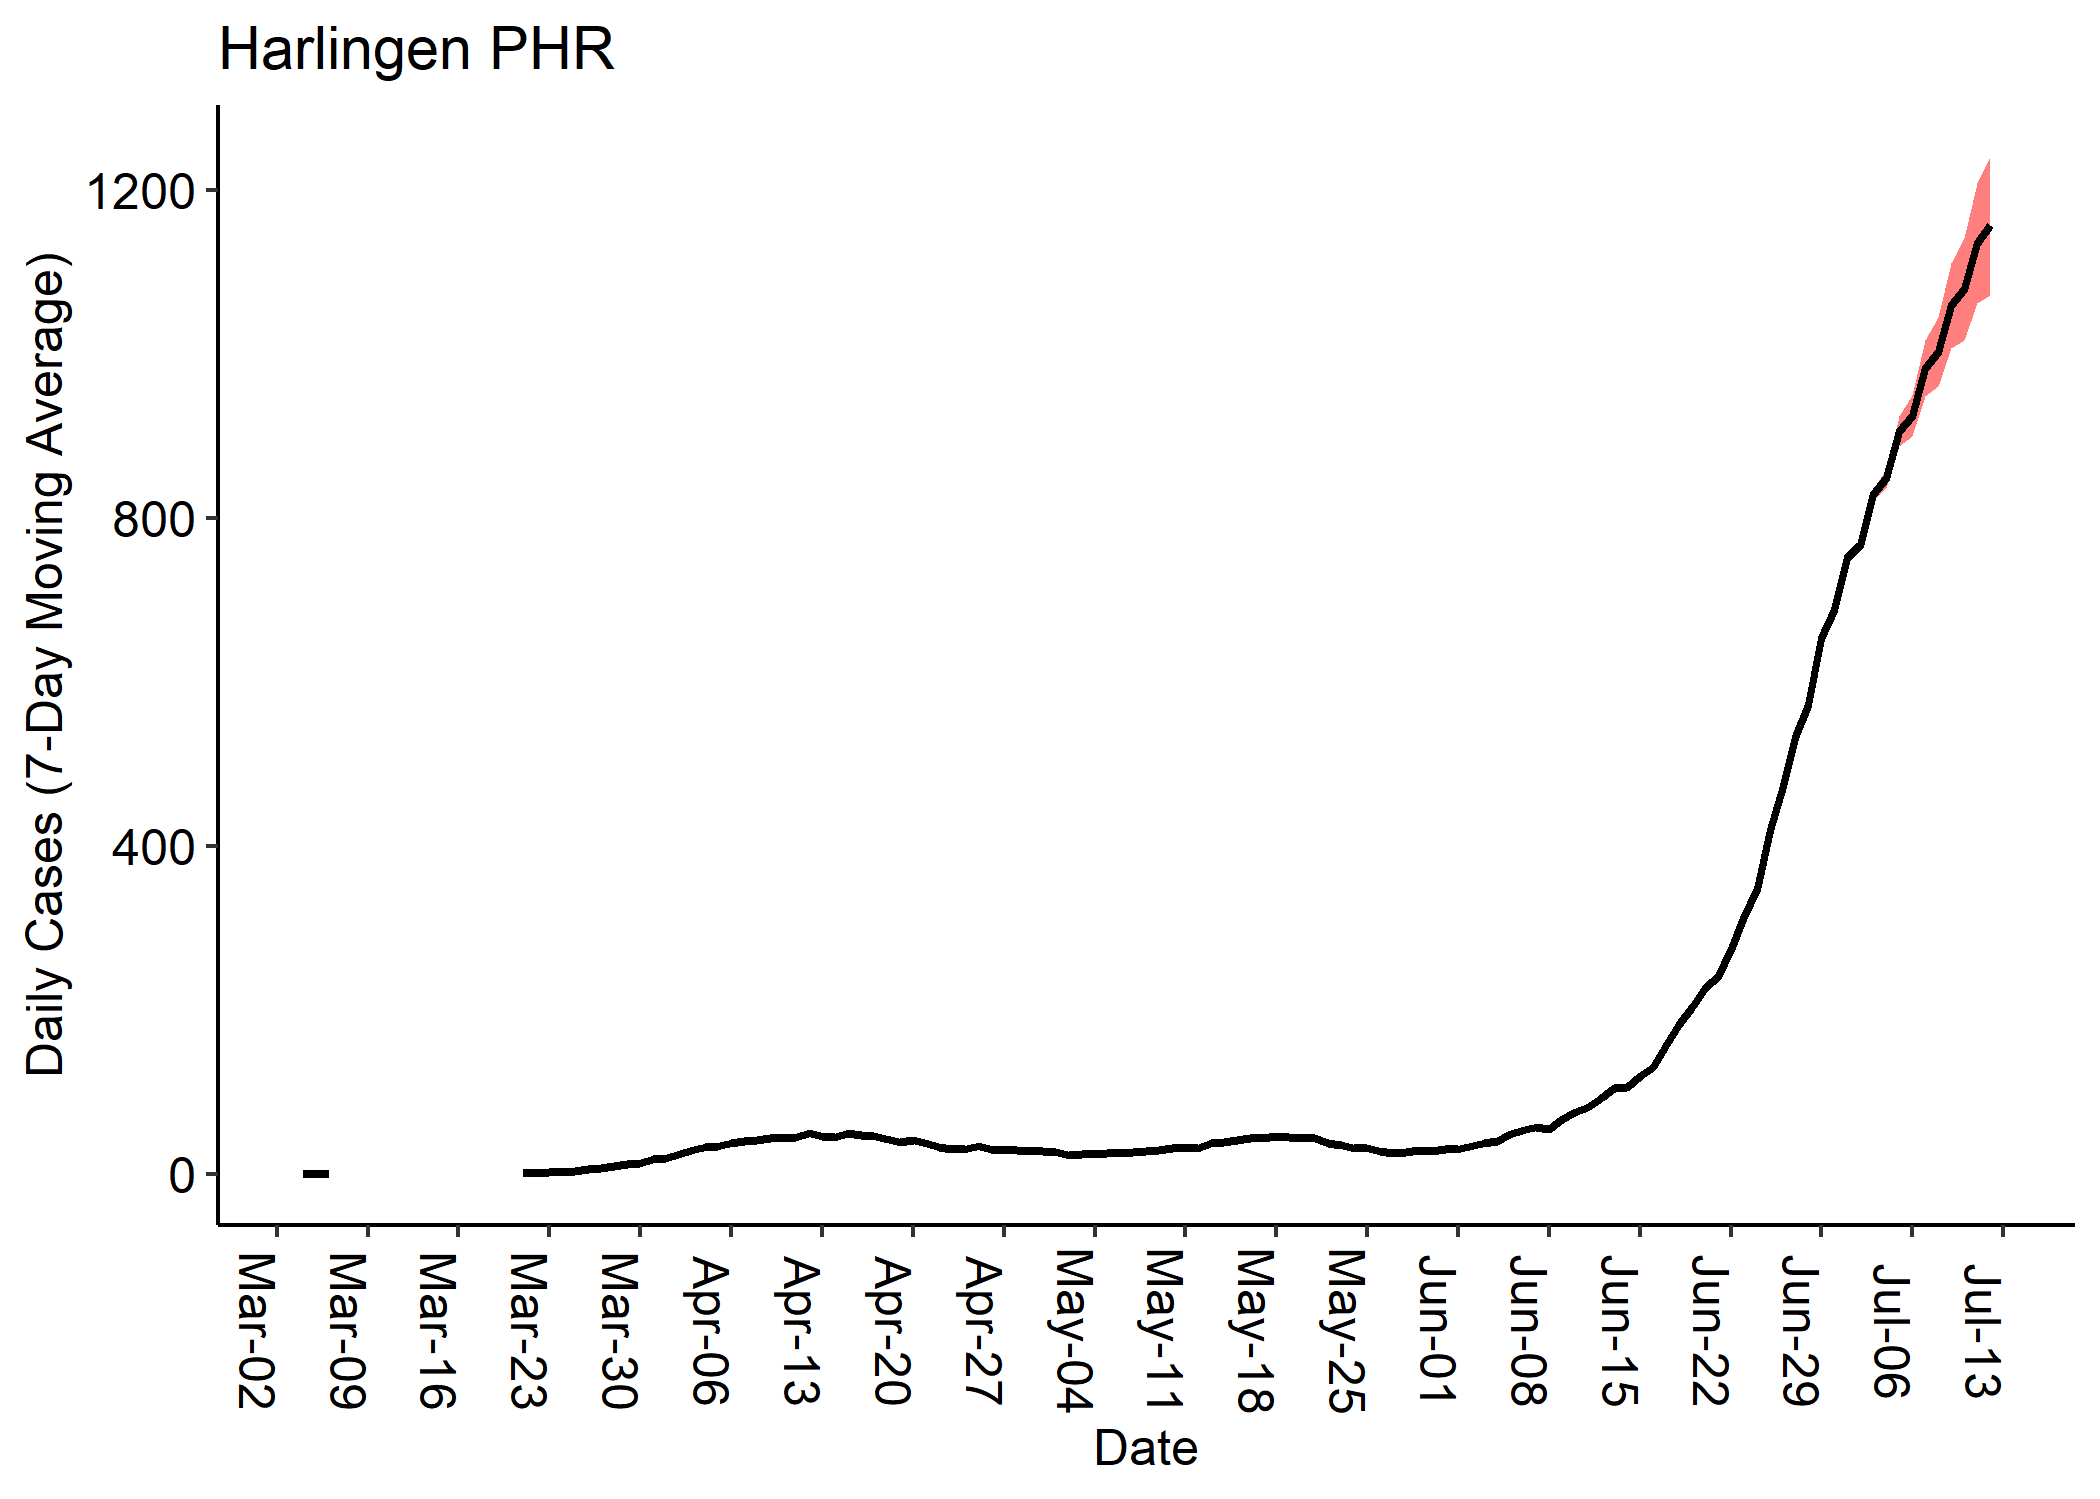 Harlingen PHR
Daily Cases (7-Day Moving Average)
1200
800
400
0
Mar-02
Mar-09
Mar-16
Mar-23
Mar-30
Apr-06
Apr-13
Apr-20
Apr-27
May-04
May-11
May-18
May-25
Jun-01
Jun-08
Jun-15
Jun-22
Jun-29
Jul-06
Jul-13
Date